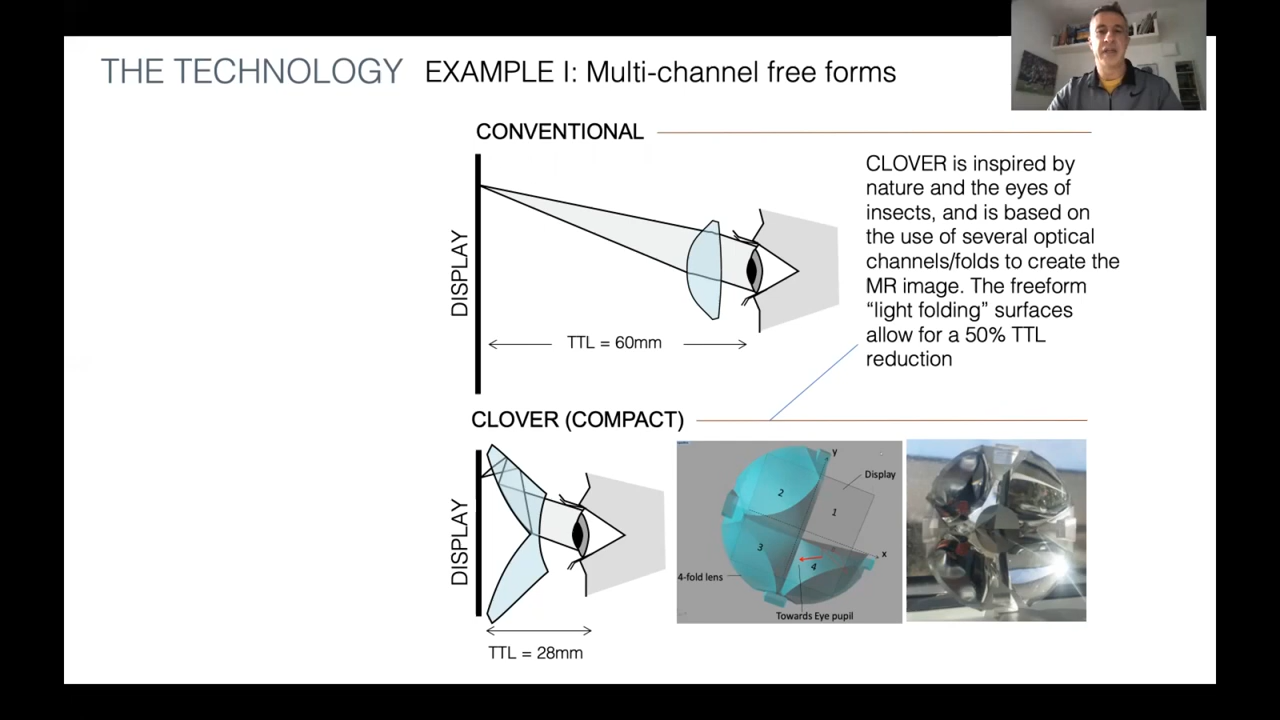 THE TECHNOLOGY EXAMPLE I: Multi-channel free forms
CONVENTIONAL
DISPLAY
TTL = 60mm
CLOVER is inspired by
nature and the eyes of
insects, and is based on
the use of several optical
channels/folds to create the
MR image. The freeform
“light folding” surfaces
allow for a 50% TTL
reduction
CLOVER (COMPACT)
DISPLAY
TTL = 28mm
y
Display
2
1
3
x
4
4-fold lens
Towards Eye pupil